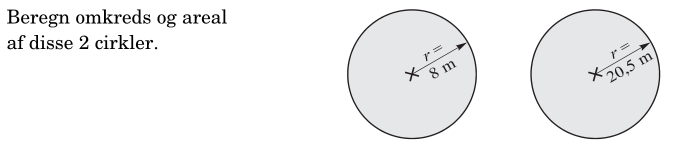 Beregn omkreds og areal
af disse 2 cirkler.
r =
8 m
r =
20,5 m